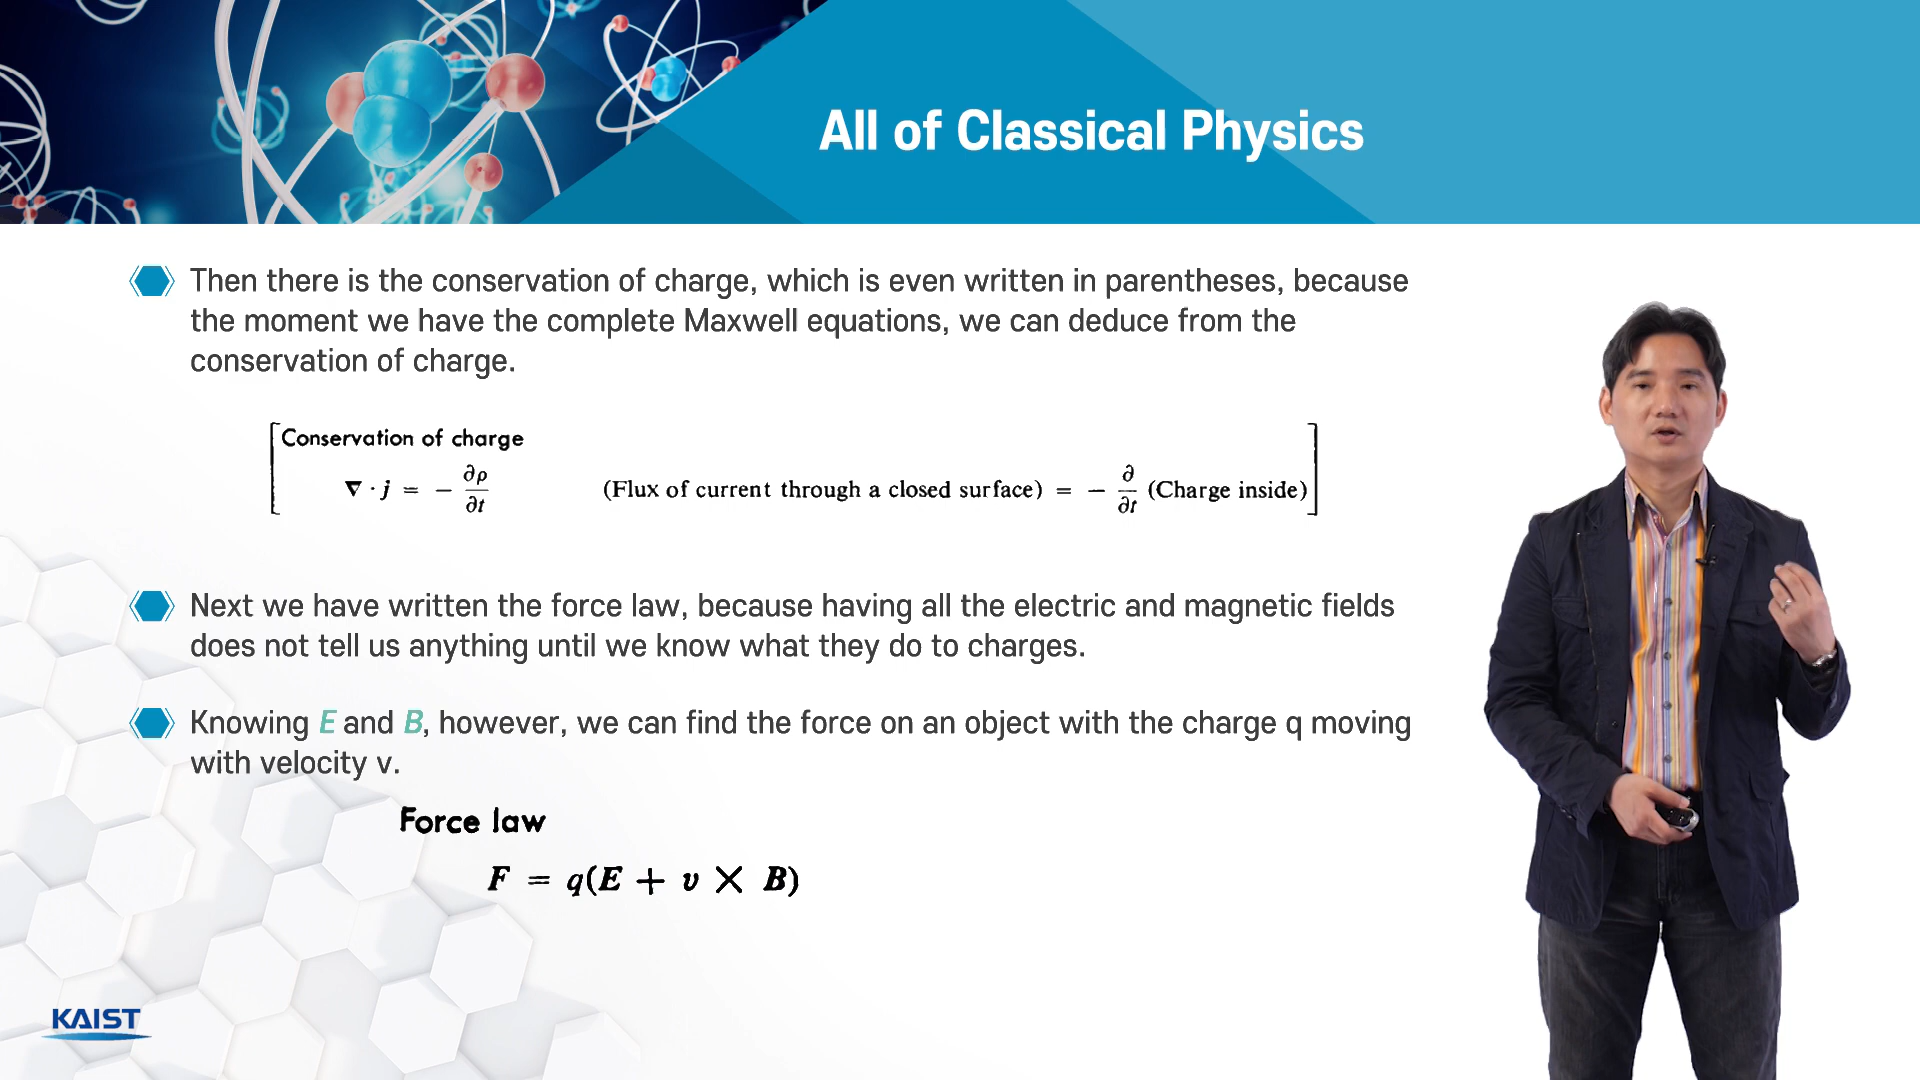 All of Classical Physics
Then there is the conservation of charge, which is even written in parentheses, because
the moment we have the complete Maxwell equations, we can deduce from the
conservation of charge.
Conservation of charge
∇ · j = − ∂ρ/∂t (Flux of current through a closed surface) = − ∂/∂t (Charge inside)
Next we have written the force law, because having all the electric and magnetic fields
does not tell us anything until we know what they do to charges.
Knowing E and B, however, we can find the force on an object with the charge q moving
with velocity v.
Force law
F = q(E + v × B)
KAIST